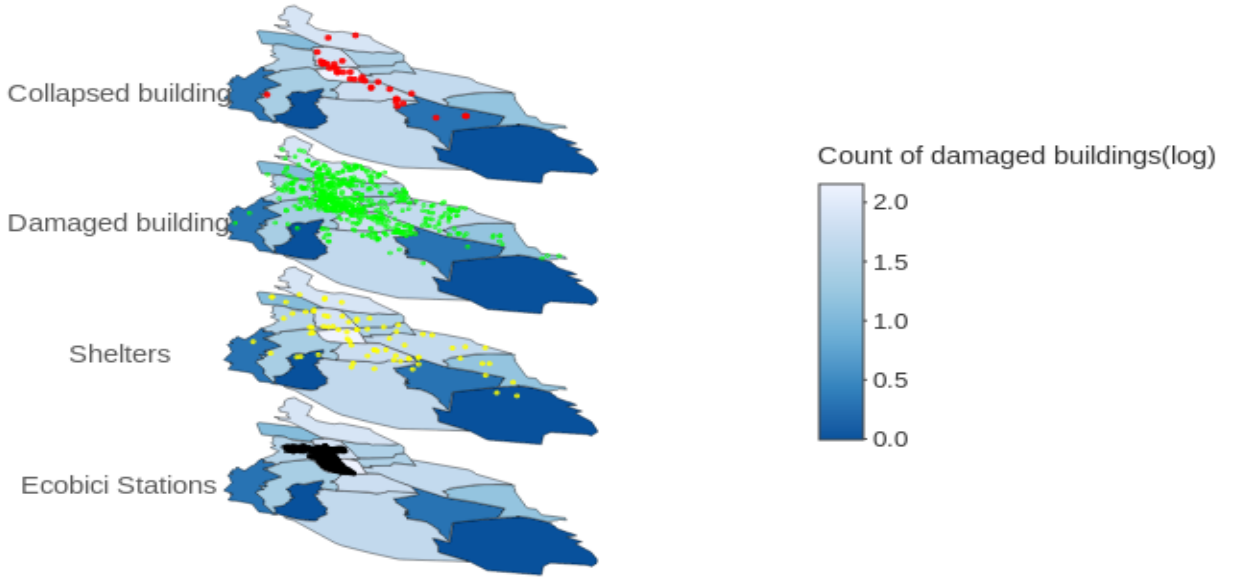 Collapsed building
Damaged building
Shelters
Ecobici Stations
Count of damaged buildings(log)
2.0
1.5
1.0
0.5
0.0